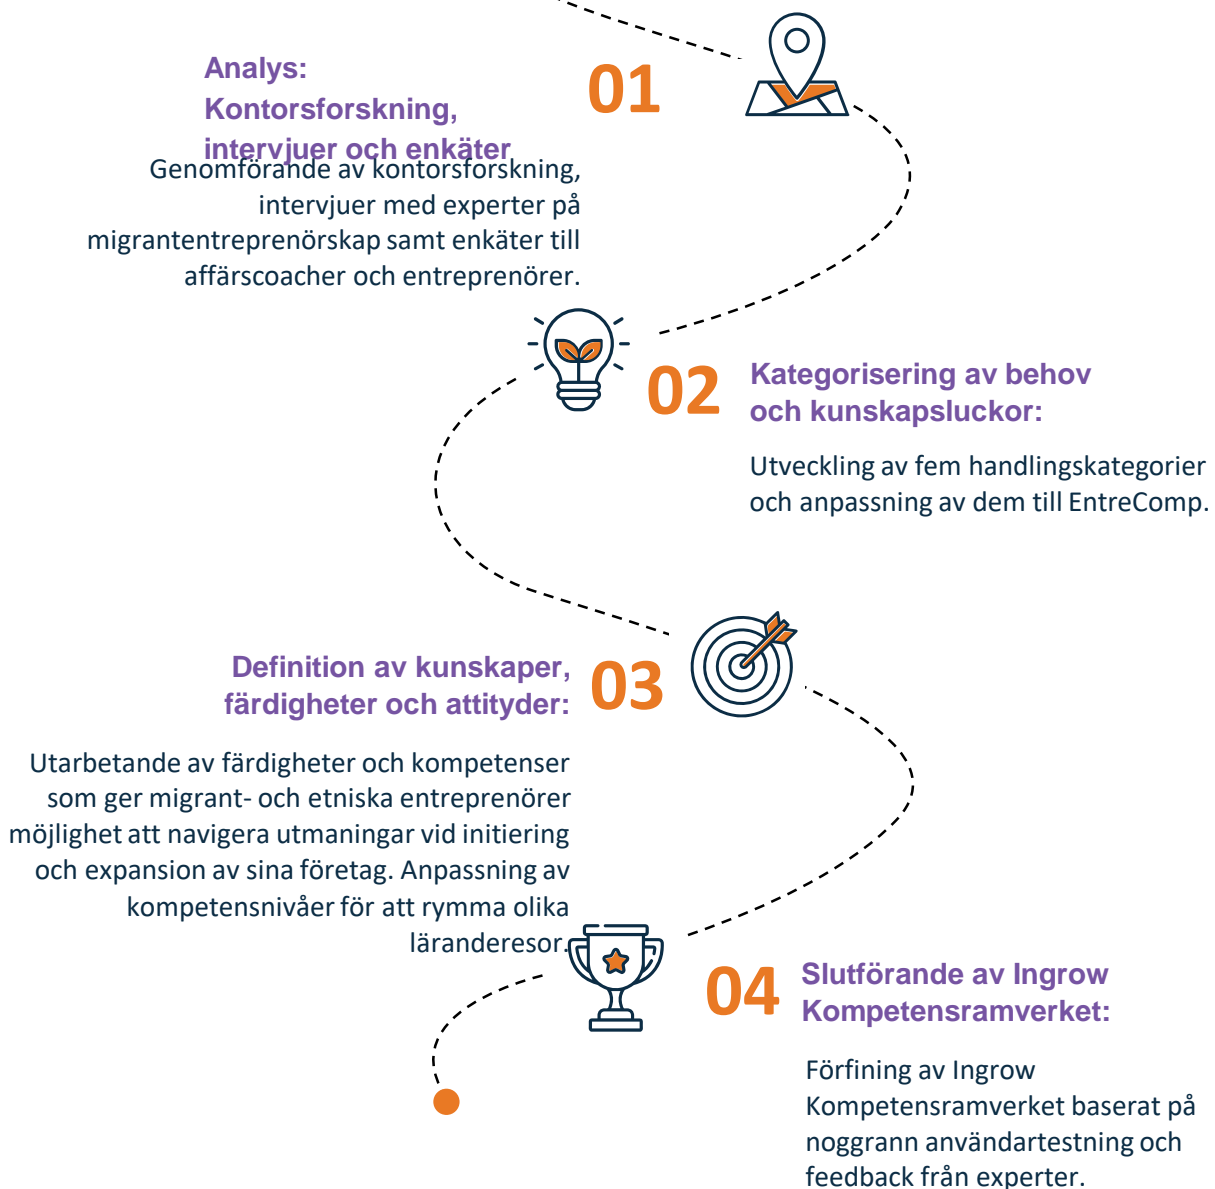 01
Analys:
Kontorsforskning,
intervjuer och enkäter
Genomförande av kontorsforskning,
intervjuer med experter på
migrantentreprenörskap samt enkäter till
affärscoacher och entreprenörer.
02
Kategorisering av behov
och kunskapsluckor:
Utveckling av fem handlingskategorier
och anpassning av dem till EntreComp.
03
Definition av kunskaper,
färdigheter och attityder:
Utarbetande av färdigheter och kompetenser
som ger migrant- och etniska entreprenörer
möjlighet att navigera utmaningar vid initiering
och expansion av sina företag. Anpassning av
kompetensnivåer för att rymma olika
läranderesor.
04
Slutförande av Ingrow
Kompetensramverket:
Förfining av Ingrow
Kompetensramverket baserat på
noggrann användartestning och
feedback från experter.